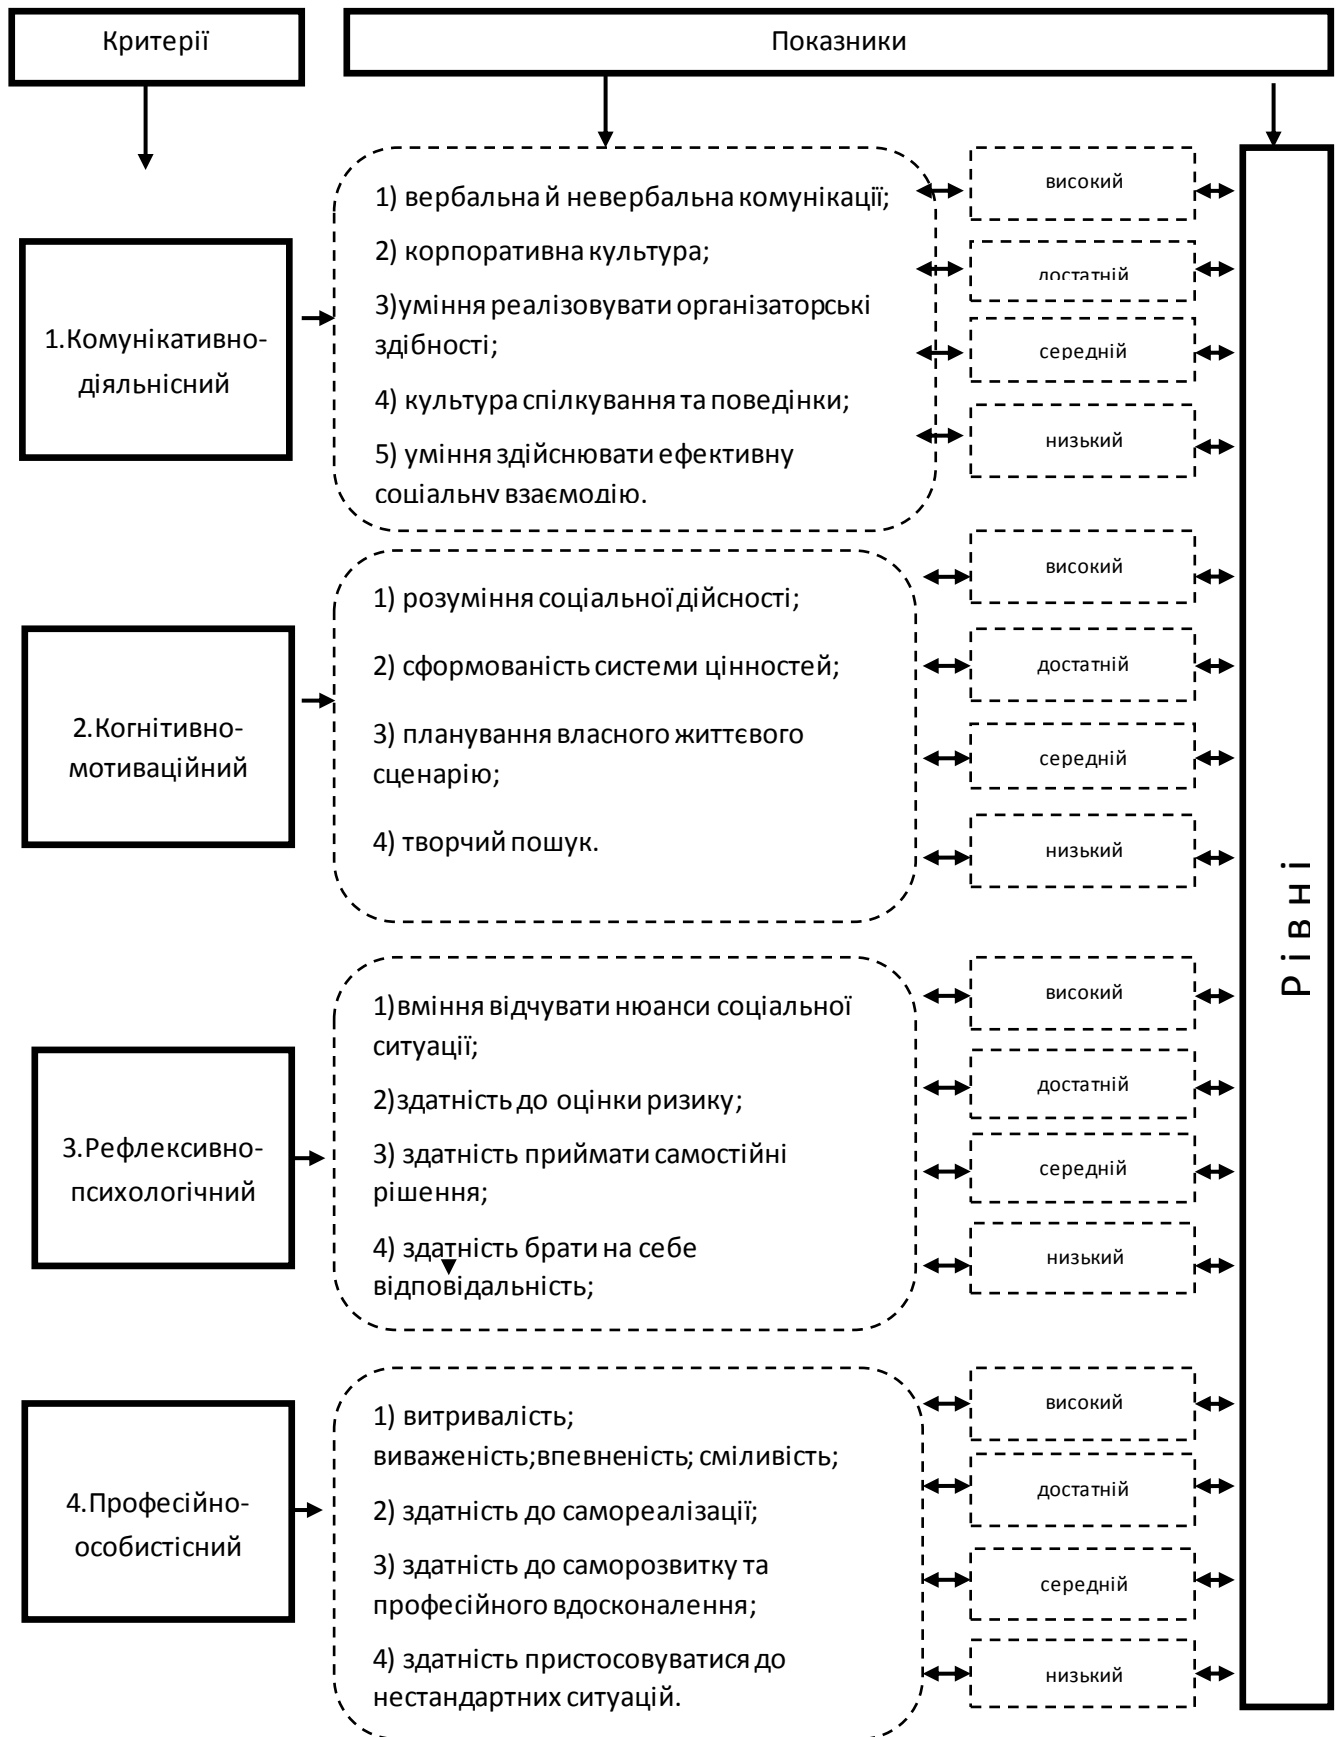 Критерії
Показники
1.Комунікативно-
діяльнісний
1) вербальна й невербальна комунікації;
2) корпоративна культура;
3)уміння реалізовувати організаторські
здібності;
4) культура спілкування та поведінки;
5) уміння здійснювати ефективну
соціальну взаємодію.
високий
достатній
середній
низький
2.Когнітивно-
мотиваційний
1) розуміння соціальної дійсності;
2) сформованість системи цінностей;
3) планування власного життєвого
сценарію;
4) творчий пошук.
високий
достатній
середній
низький
3.Рефлексивно-
психологічний
1)вміння відчувати нюанси соціальної
ситуації;
2)здатність до оцінки ризику;
3) здатність приймати самостійні
рішення;
4) здатність брати на себе
відповідальність;
високий
достатній
середній
низький
4.Професійно-
особистісний
1) витривалість;
виваженість;впевненість; сміливість;
2) здатність до самореалізації;
3) здатність до саморозвитку та
професійного вдосконалення;
4) здатність пристосовуватися до
нестандартних ситуацій.
високий
достатній
середній
низький
Рівні